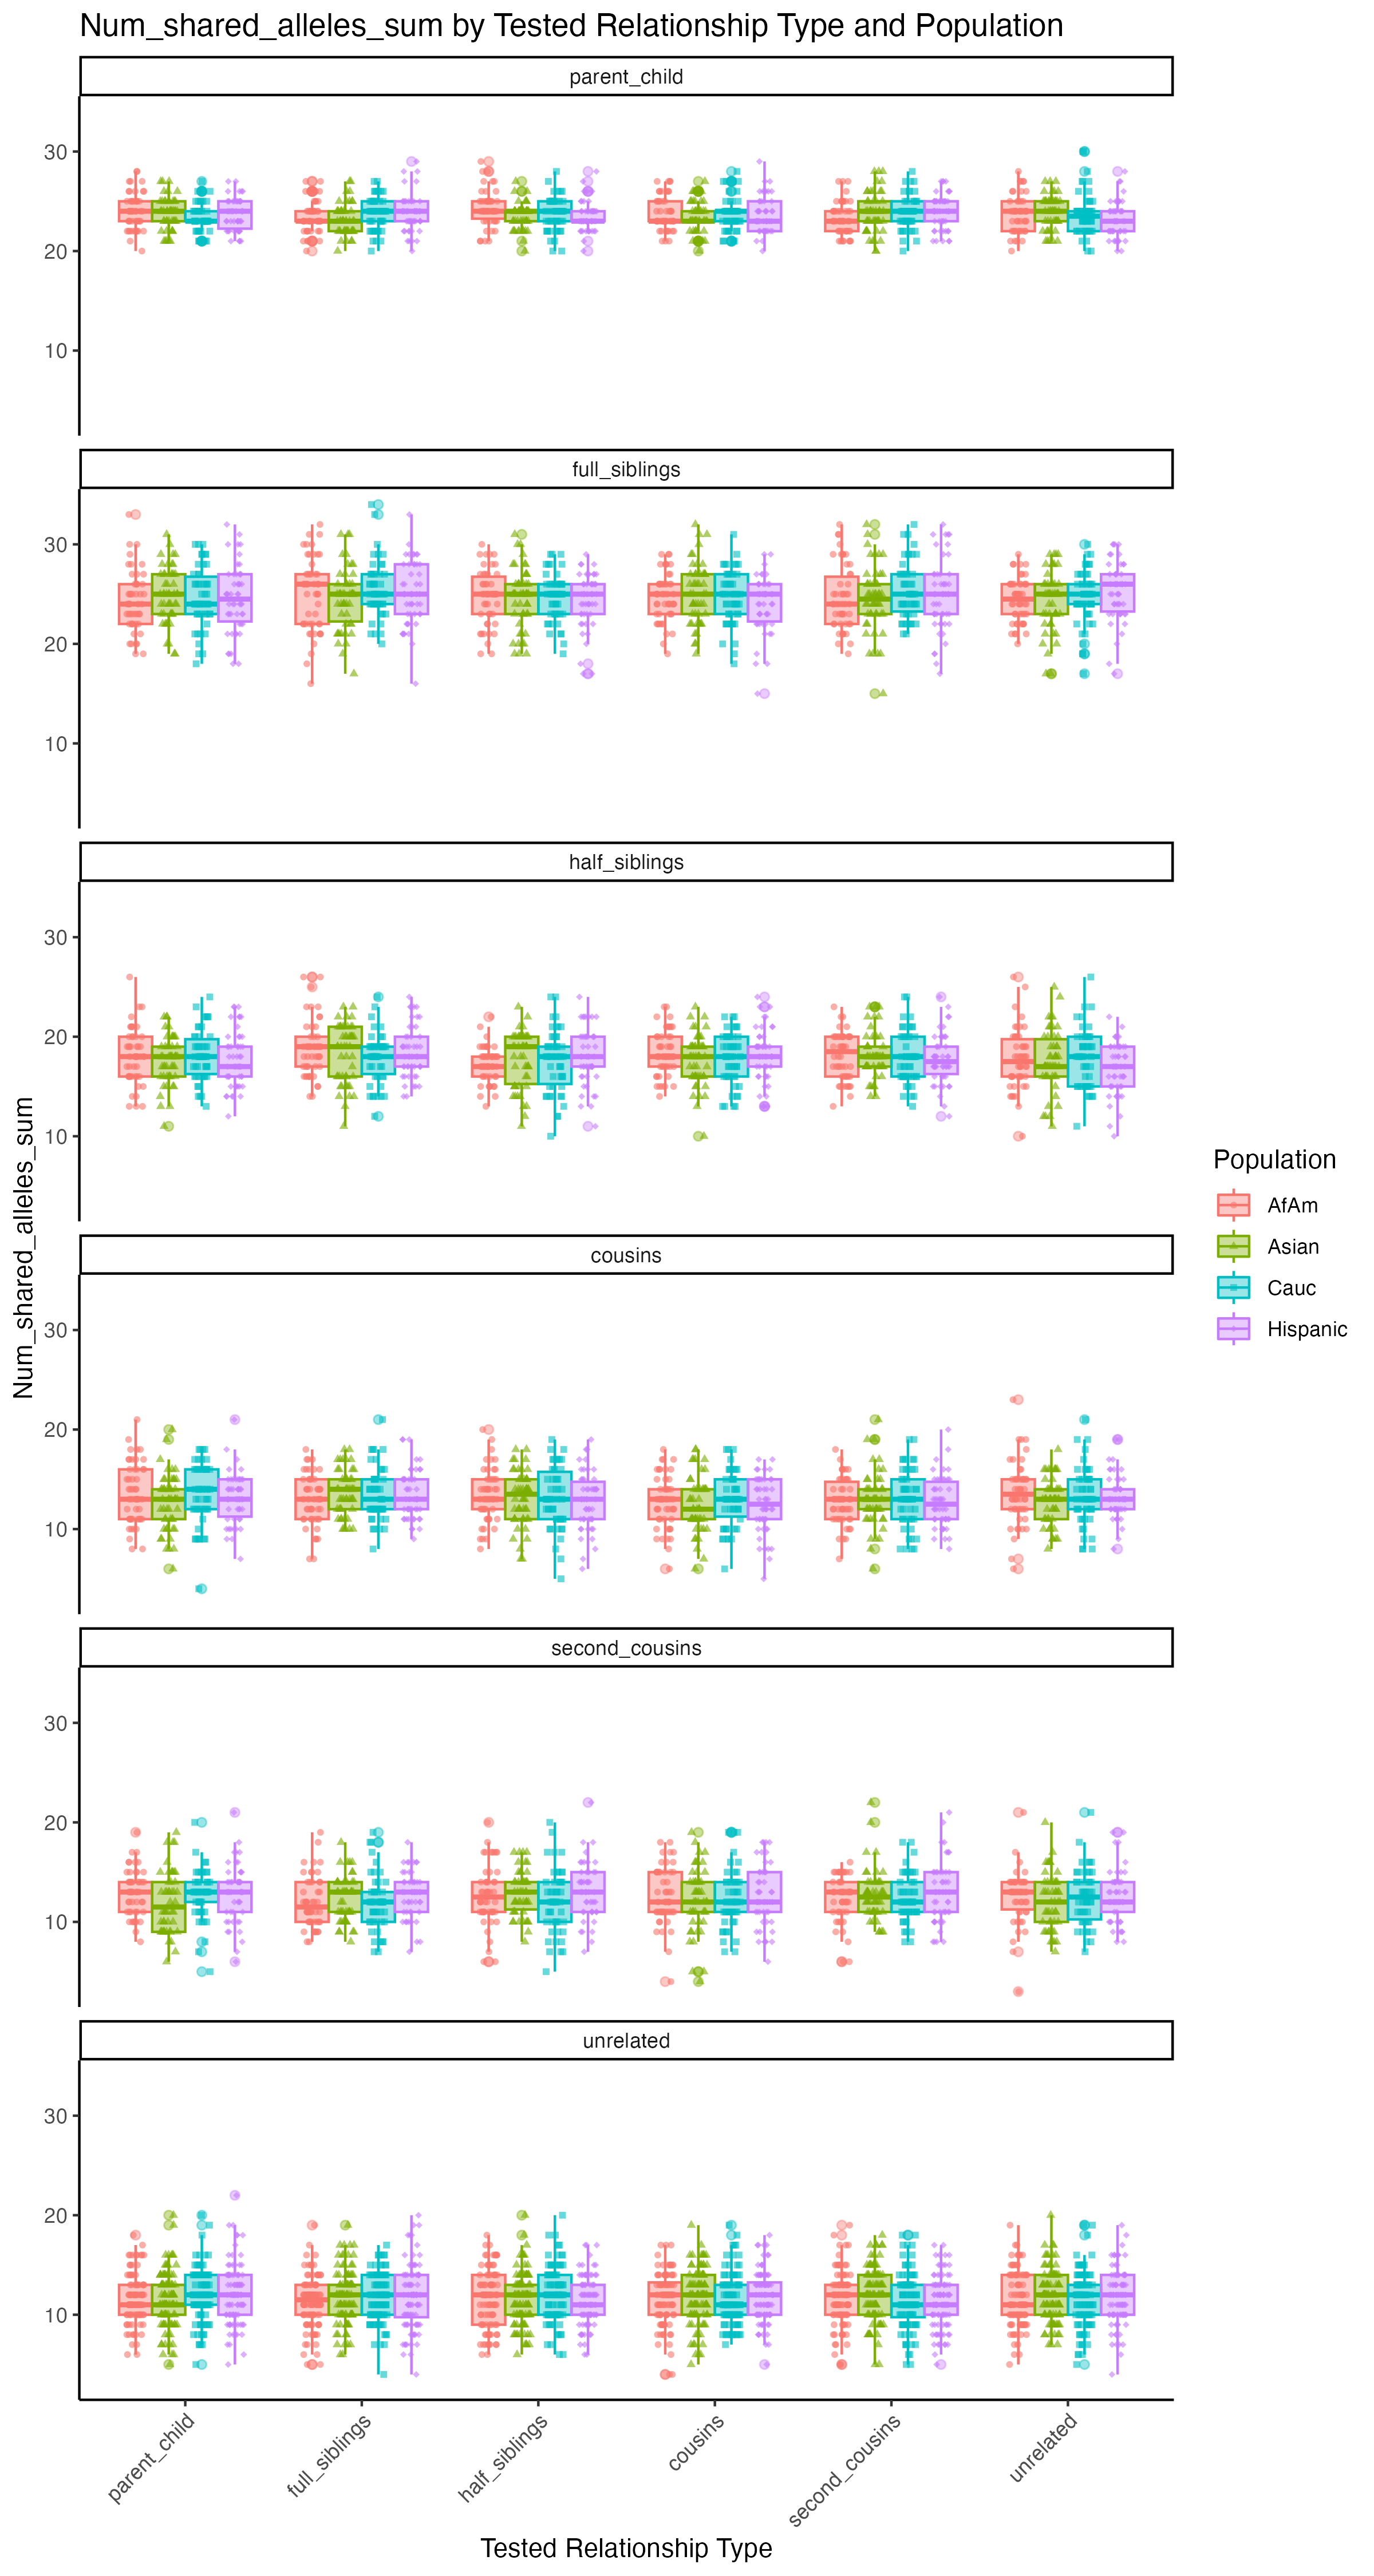 Num_shared_alleles_sum by Tested Relationship Type and Population
parent_child
30
20
10
full_siblings
30
20
10
half_siblings
30
20
10
cousins
30
20
10
second_cousins
30
20
10
unrelated
30
20
10
Num_shared_alleles_sum
parent_child
full_siblings
half_siblings
cousins
second_cousins
unrelated
Tested Relationship Type
Population
AfAm
Asian
Cauc
Hispanic